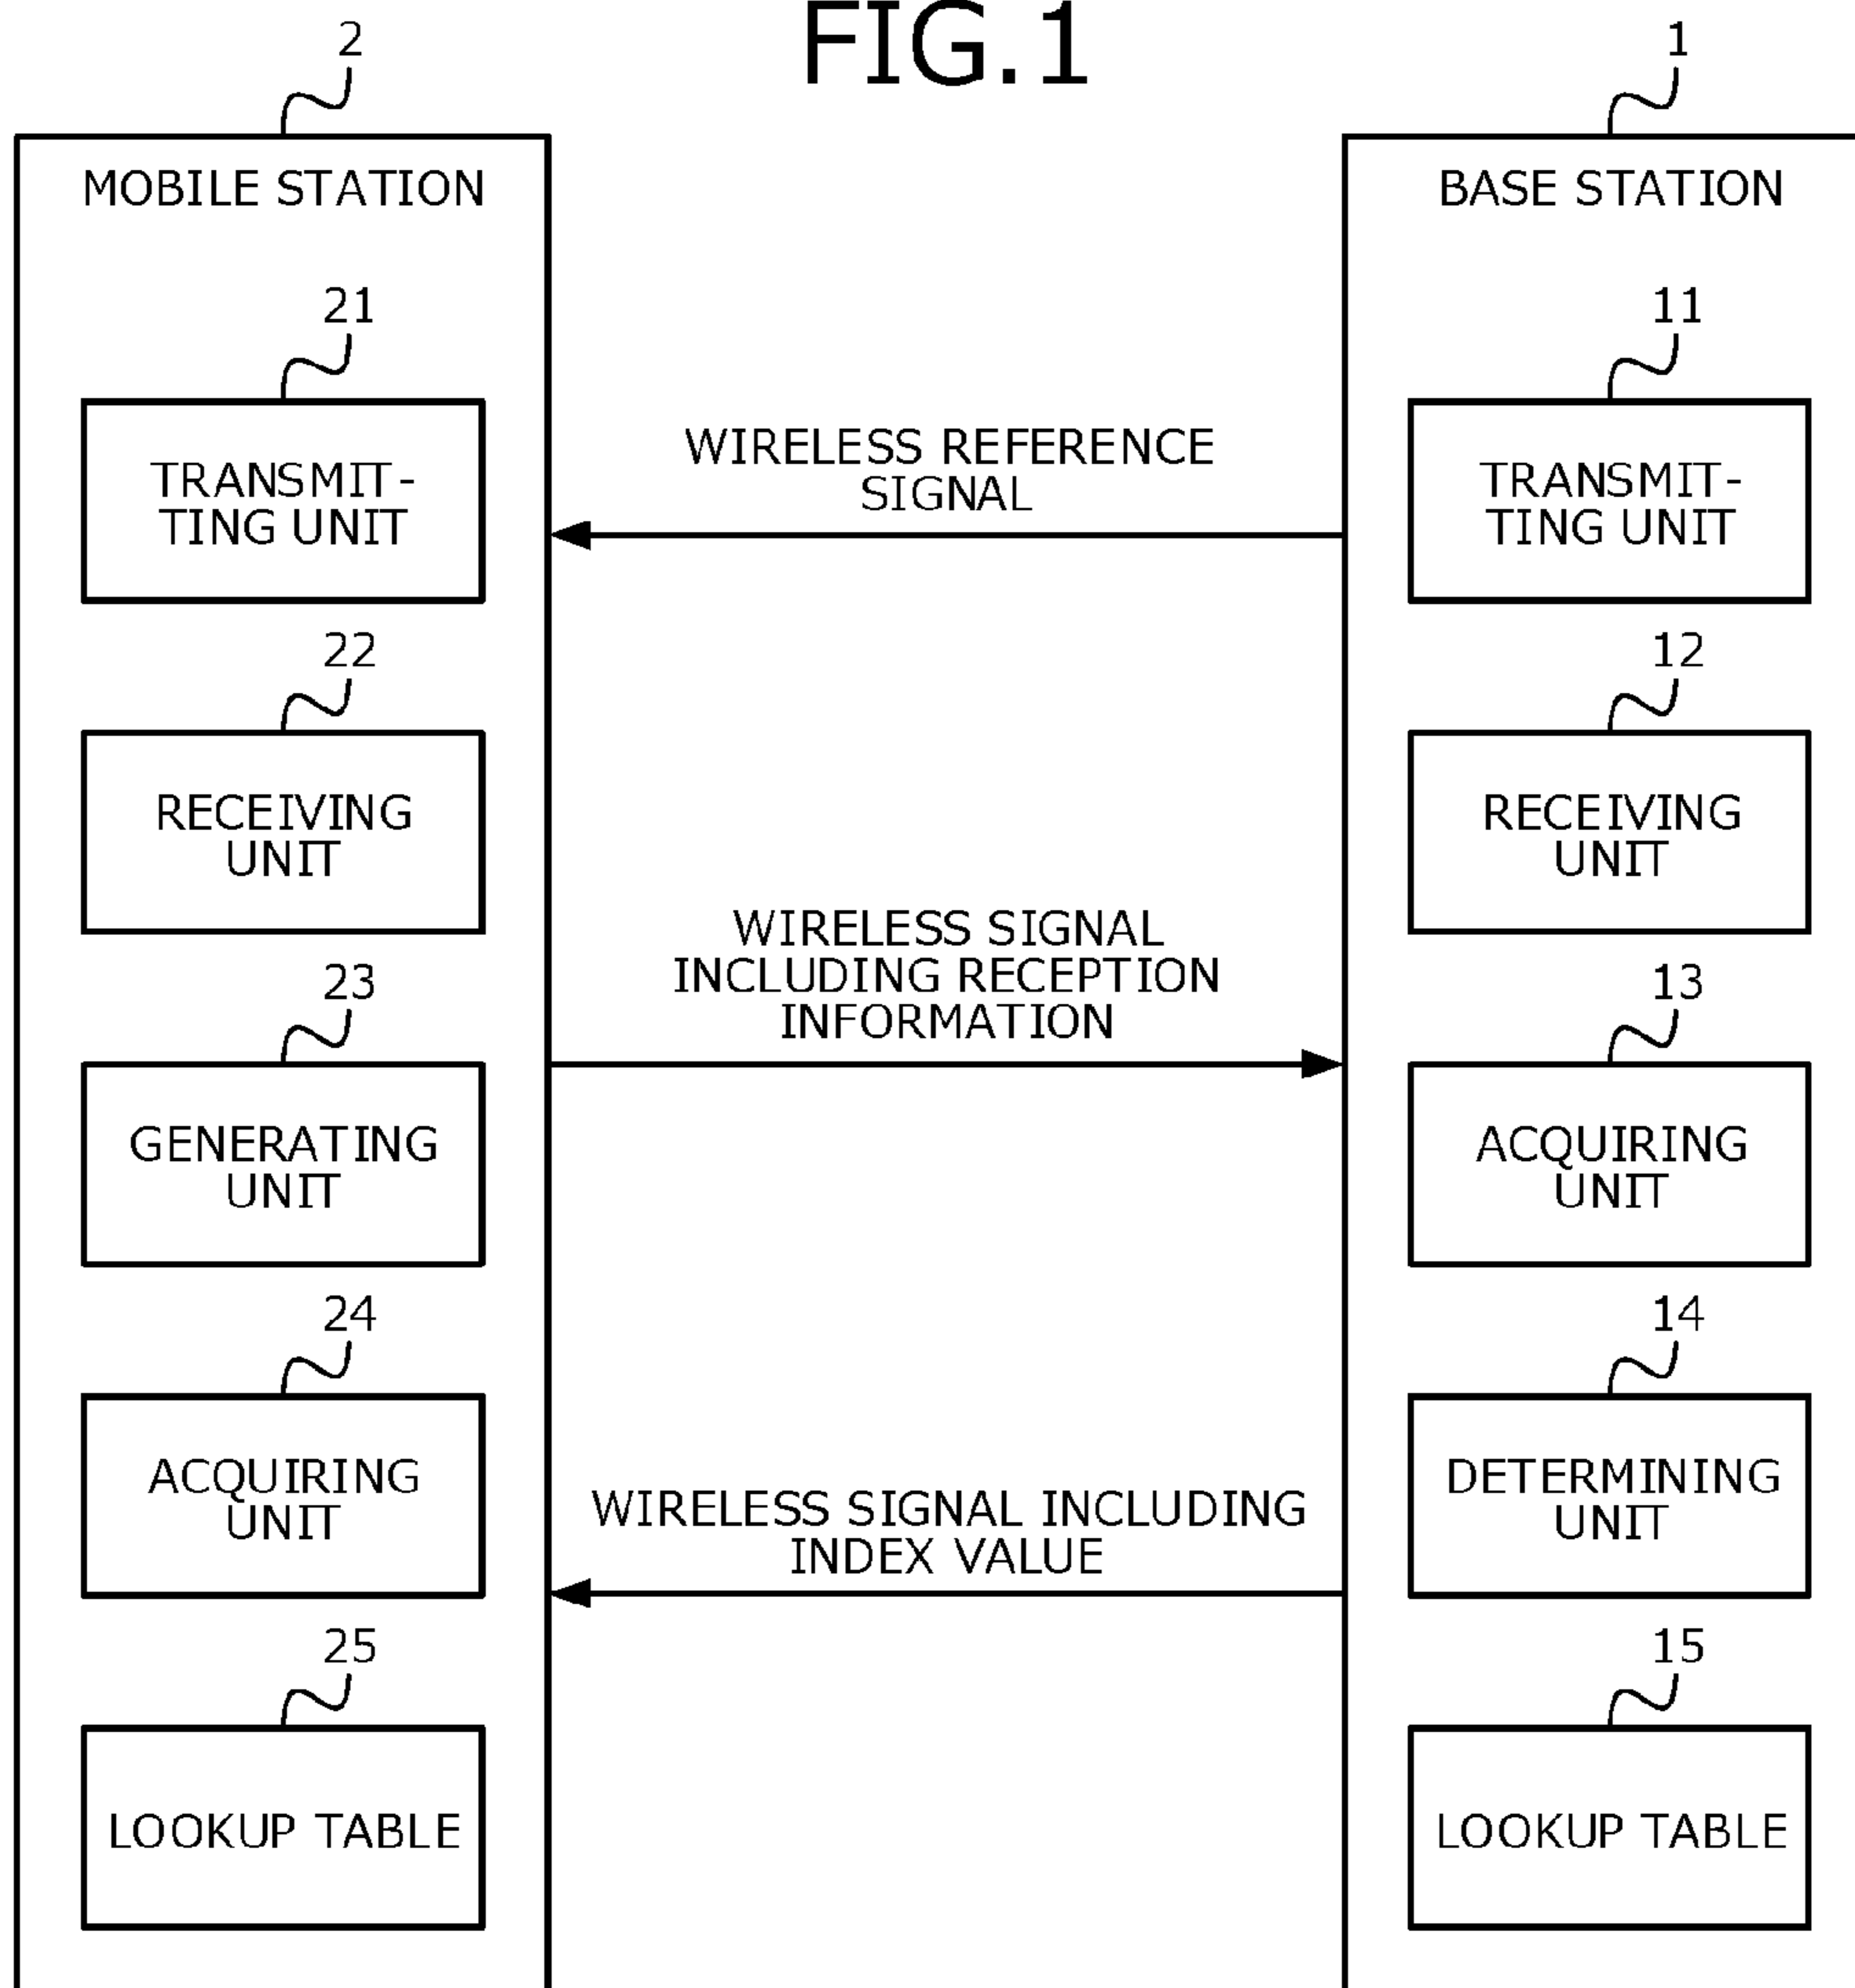 FIG.1
2
1
MOBILE STATION
BASE STATION
21
11
TRANSMIT-
TING UNIT
WIRELESS REFERENCE
SIGNAL
TRANSMIT-
TING UNIT
22
12
RECEIVING
UNIT
RECEIVING
UNIT
WIRELESS SIGNAL
INCLUDING RECEPTION
INFORMATION
23
13
GENERATING
UNIT
ACQUIRING
UNIT
24
14
ACQUIRING
UNIT
DETERMINING
UNIT
WIRELESS SIGNAL INCLUDING
INDEX VALUE
25
15
LOOKUP TABLE
LOOKUP TABLE